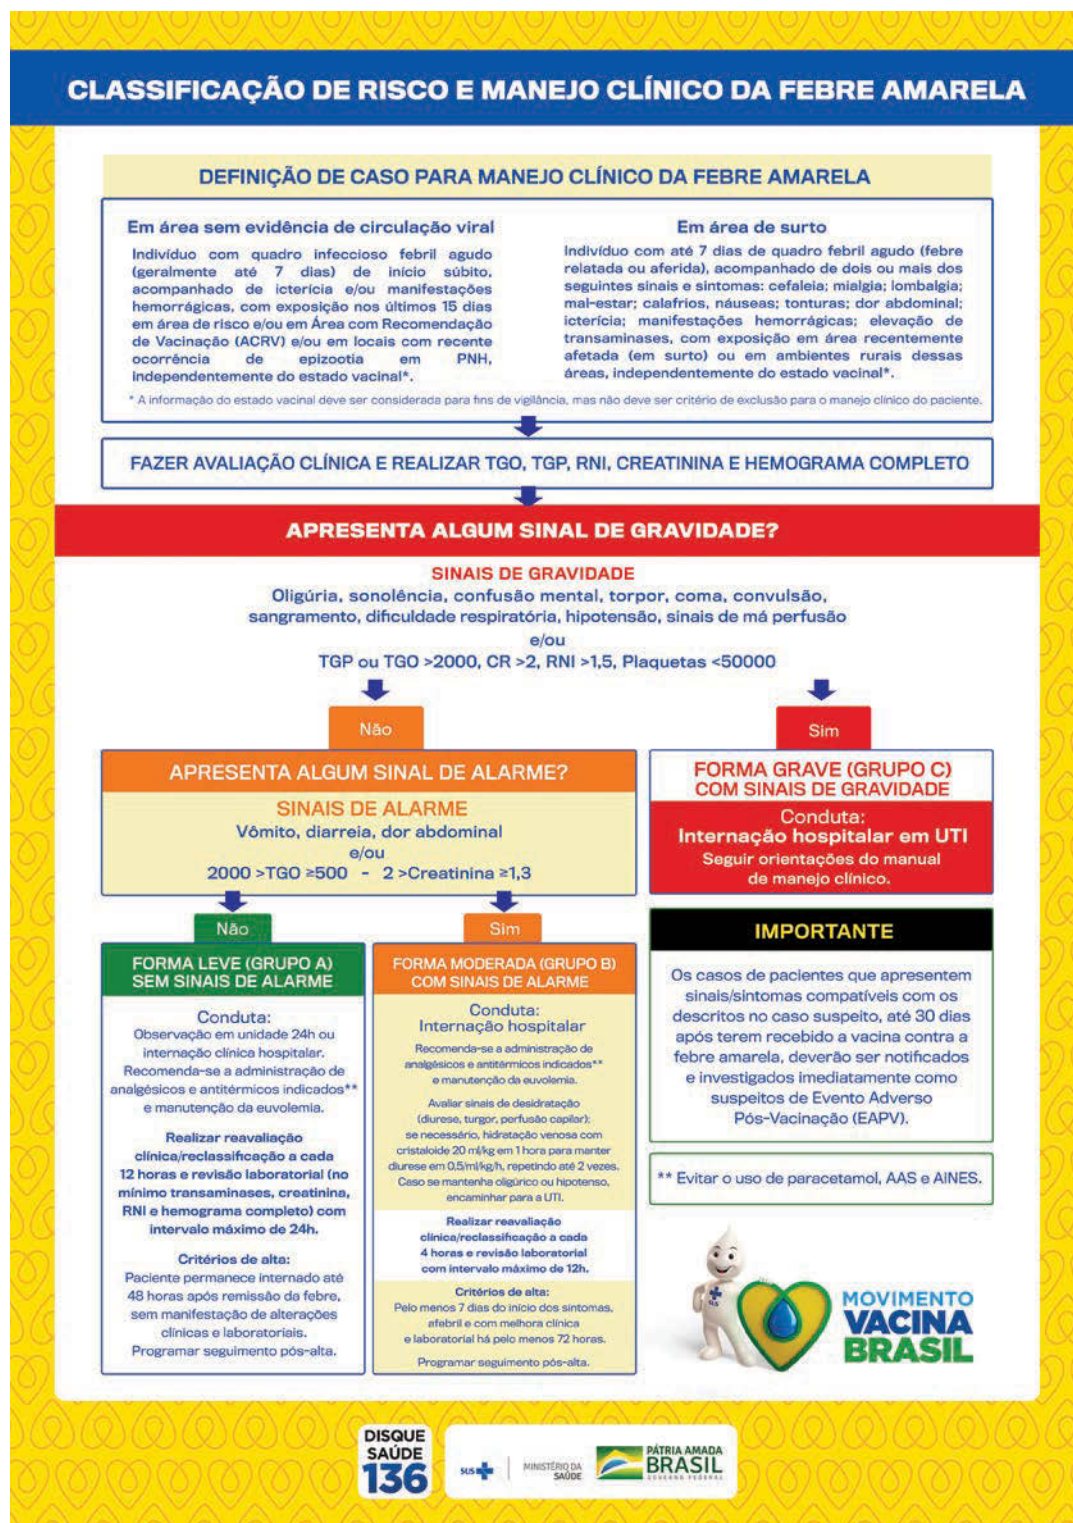 CLASSIFICAÇÃO DE RISCO E MANEJO CLÍNICO DA FEBRE AMARELA
DEFINIÇÃO DE CASO PARA MANEJO CLÍNICO DA FEBRE AMARELA
Em área sem evidência de circulação viral
Indivíduo com quadro infeccioso febril agudo
(geralmente até 7 dias) de início súbito,
acompanhado de icterícia e/ou manifestações
hemorrágicas, com exposição nos últimos 15 dias
em área de risco e/ou em Área com Recomendação
de Vacinação (ACRV) e/ou em locais com recente
ocorrência de epizootia em PNH,
independentemente do estado vacinal*.
Em área de surto
Indivíduo com até 7 dias de quadro febril agudo (febre
relatada ou aferida), acompanhado de dois ou mais dos
seguintes sinais e sintomas: cefaleia; mialgia; lombalgia;
mal-estar; calafrios, náuseas; tonturas; dor abdominal;
icterícia; manifestações hemorrágicas; elevação de
transaminases, com exposição em área recentemente
afetada (em surto) ou em ambientes rurais dessas
áreas, independentemente do estado vacinal*.
* A informação do estado vacinal deve ser considerada para fins de vigilância, mas não deve ser critério de exclusão para o manejo clínico do paciente.
FAZER AVALIAÇÃO CLÍNICA E REALIZAR TGO, TGP, RNI, CREATININA E HEMOGRAMA COMPLETO
APRESENTA ALGUM SINAL DE GRAVIDADE?
SINAIS DE GRAVIDADE
Oligúria, sonolência, confusão mental, torpor, coma, convulsão,
sangramento, dificuldade respiratória, hipotensão, sinais de má perfusão
e/ou
TGP ou TGO >2000, CR >2, RNI >1,5, Plaquetas <50000
Não
APRESENTA ALGUM SINAL DE ALARME?
SINAIS DE ALARME
Vômito, diarreia, dor abdominal
e/ou
2000 >TGO ≥500 - 2 >Creatinina ≥1,3
Não
FORMA LEVE (GRUPO A)
SEM SINAIS DE ALARME
Conduta:
Observação em unidade 24h ou
internação clínica hospitalar.
Recomenda-se a administração de
analgésicos e antitérmicos indicados**
e manutenção da euvolemia.
Realizar reavaliação
clínica/reclassificação a cada
12 horas e revisão laboratorial (no
mínimo transaminases, creatinina,
RNI e hemograma completo) com
intervalo máximo de 24h.
Critérios de alta:
Paciente permanece internado até
48 horas após remissão da febre,
sem manifestação de alterações
clínicas e laboratoriais.
Programar seguimento pós-alta.
Sim
FORMA MODERADA (GRUPO B)
COM SINAIS DE ALARME
Conduta:
Internação hospitalar
Recomenda-se a administração de
analgésicos e antitérmicos indicados**
e manutenção da euvolemia.
Avaliar sinais de desidratação
(diurese, turgor, perfusão capilar);
se necessário, hidratação venosa com
cristaloide 20 ml/kg em 1 hora para manter
diurese em 0,5/ml/kg/h, repetindo até 2 vezes.
Caso se mantenha oligúrico ou hipotenso,
encaminhar para a UTI.
Realizar reavaliação
clínica/reclassificação a cada
4 horas e revisão laboratorial
com intervalo máximo de 12h.
Critérios de alta:
Pelo menos 7 dias do início dos sintomas,
afebril e com melhora clínica
e laboratorial há pelo menos 72 horas.
Programar seguimento pós-alta.
Sim
FORMA GRAVE (GRUPO C)
COM SINAIS DE GRAVIDADE
Conduta:
Internação hospitalar em UTI
Seguir orientações do manual
de manejo clínico.
IMPORTANTE
Os casos de pacientes que apresentem
sinais/sintomas compatíveis com os
descritos no caso suspeito, até 30 dias
após terem recebido a vacina contra a
febre amarela, deverão ser notificados
e investigados imediatamente como
suspeitos de Evento Adverso
Pós-Vacinação (EAPV).
** Evitar o uso de paracetamol, AAS e AINES.
SUS
MOVIMENTO
VACINA
BRASIL
DISQUE
SAÚDE
136
SUS
MINISTÉRIO DA
SAÚDE
PÁTRIA AMADA
BRASIL
GOVERNO FEDERAL